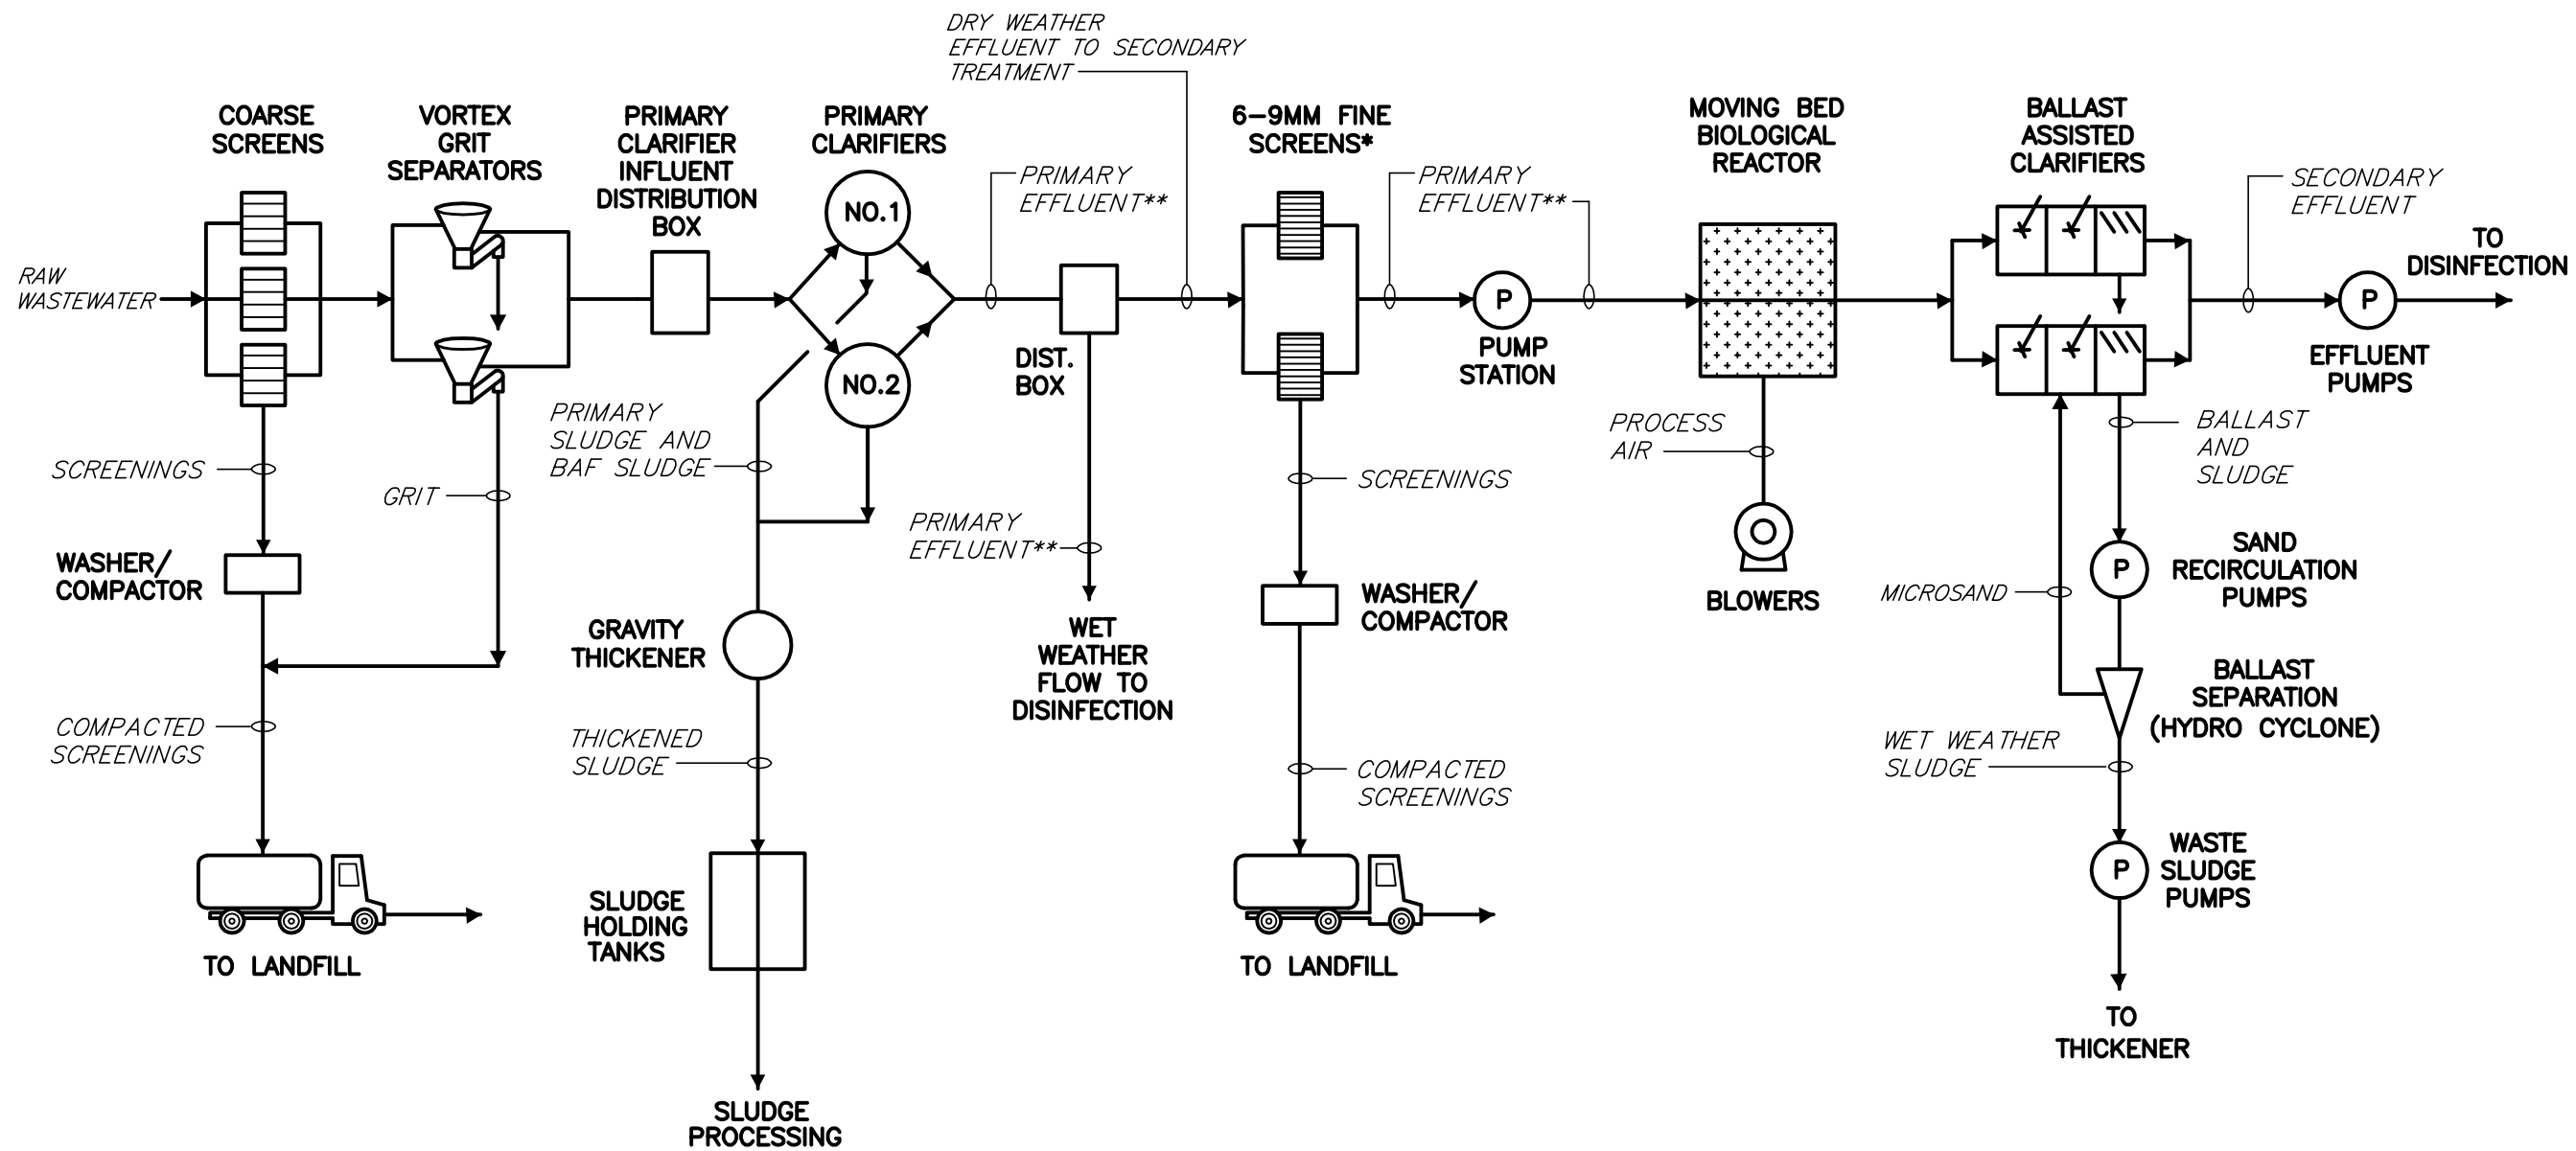 DRY WEATHER
EFFLUENT TO SECONDARY
TREATMENT
COARSE
SCREENS
VORTEX
GRIT
SEPARATORS
PRIMARY
CLARIFIER
INFLUENT
DISTRIBUTION
BOX
PRIMARY
CLARIFIERS
PRIMARY
EFFLUENT**
6-9MM FINE
SCREENS*
PRIMARY
EFFLUENT**
MOVING BED
BIOLOGICAL
REACTOR
BALLAST
ASSISTED
CLARIFIERS
SECONDARY
EFFLUENT
TO
DISINFECTION
RAW
WASTEWATER
NO.1
NO.2
DIST.
BOX
P
PUMP
STATION
P
EFFLUENT
PUMPS
SCREENINGS
GRIT
PRIMARY
SLUDGE AND
BAF SLUDGE
PRIMARY
EFFLUENT**
SCREENINGS
PROCESS
AIR
BALLAST
AND
SLUDGE
WASHER/
COMPACTOR
GRAVITY
THICKENER
WET
WEATHER
FLOW TO
DISINFECTION
WASHER/
COMPACTOR
BLOWERS
MICROSAND
P
SAND
RECIRCULATION
PUMPS
BALLAST
SEPARATION
(HYDRO CYCLONE)
COMPACTED
SCREENINGS
THICKENED
SLUDGE
COMPACTED
SCREENINGS
WET WEATHER
SLUDGE
P
WASTE
SLUDGE
PUMPS
TO LANDFILL
SLUDGE
HOLDING
TANKS
TO LANDFILL
TO
THICKENER
SLUDGE
PROCESSING